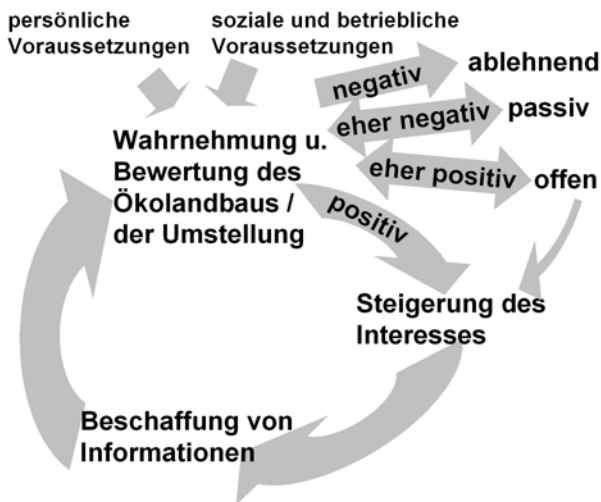 persönliche
Voraussetzungen
soziale und betriebliche
Voraussetzungen
negativ
ablehnend
eher negativ
passiv
eher positiv
offen
Wahrnehmung u.
Bewertung des
Ökolandbaus /
der Umstellung
positiv
Steigerung des
Interesses
Beschaffung von
Informationen